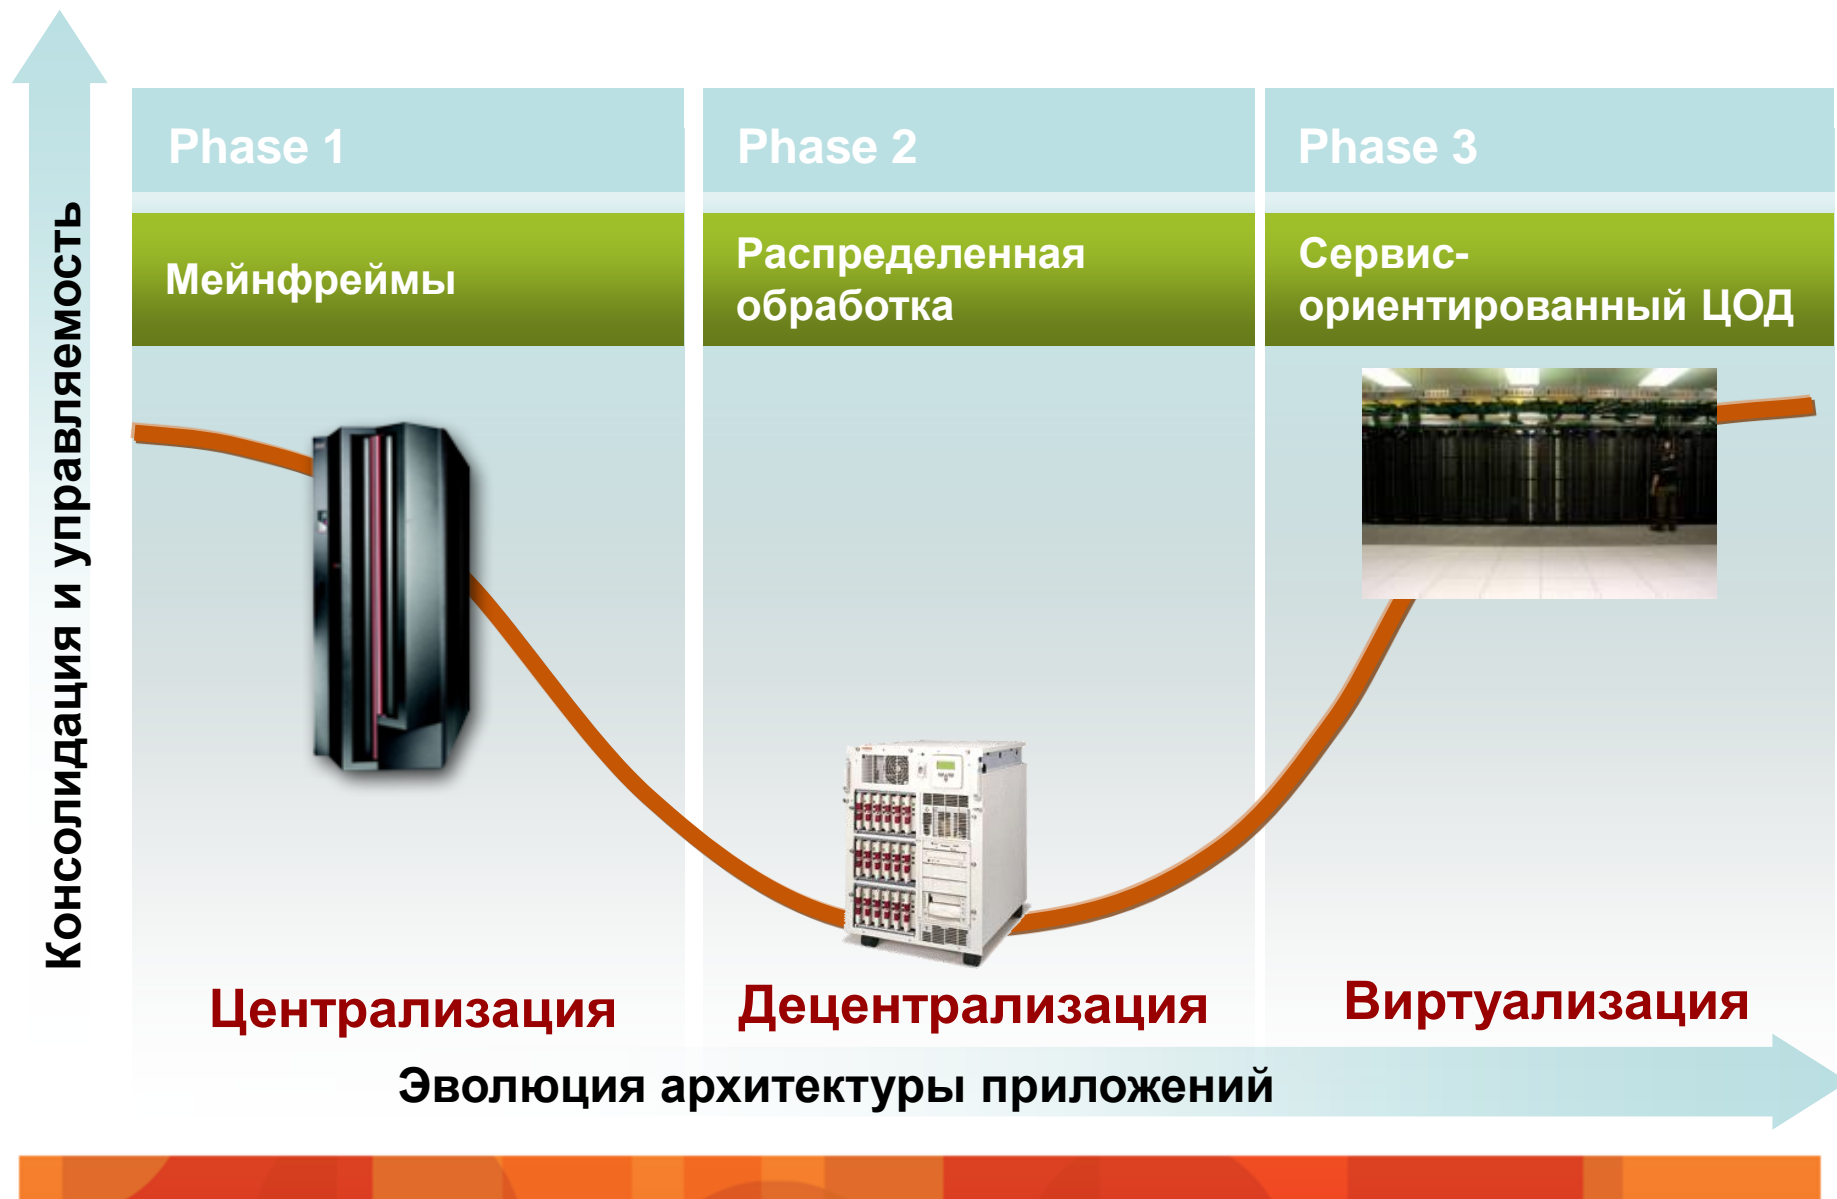 Консолидация и управляемость
Phase 1
Phase 2
Phase 3
Мейнфреймы
Распределенная
обработка
Сервис-
ориентированный ЦОД
Централизация
Децентрализация
Виртуализация
Эволюция архитектуры приложений